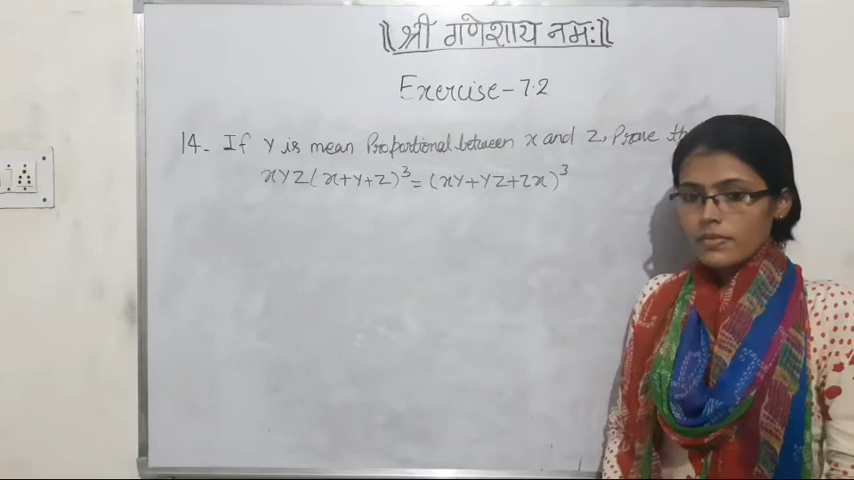 ॥ श्री गणेशाय नमः ॥
Exercise - 7.2
14. If Y is mean Proportional between x and Z, Prove
xYZ(x+Y+Z)³ = (xY+YZ+Zx)³